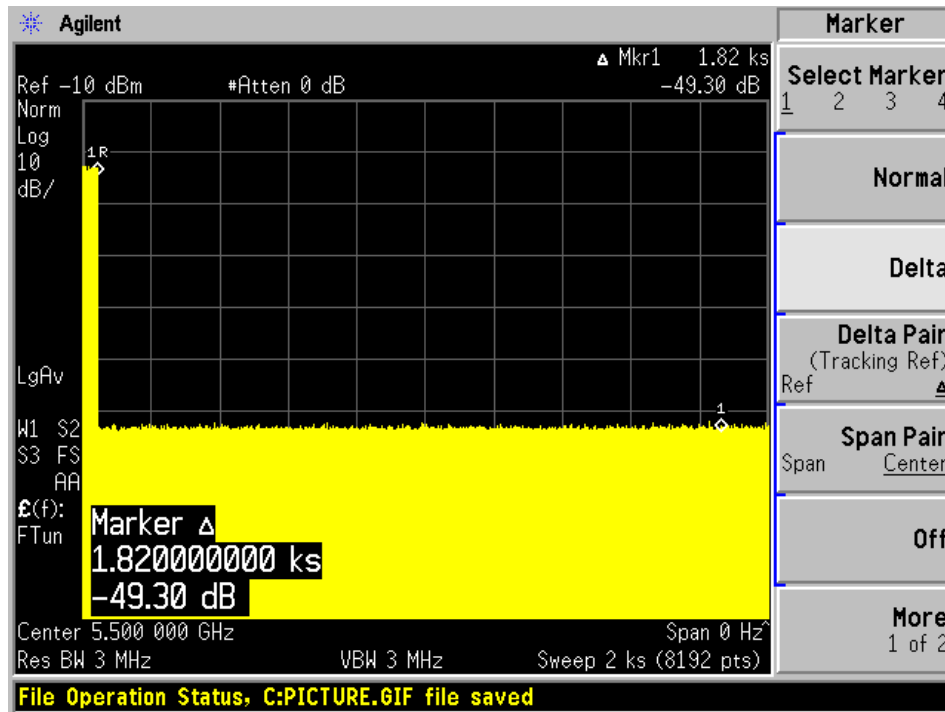 Agilent
Marker
Δ Mkr1 1.82 ks
Ref -10 dBm #Atten 0 dB -49.30 dB
Norm
Log
10
dB/
1R
LgAv
1
W1 S2
S3 FS
AA
£(f):
FTun
Marker Δ
1.820000000 ks
-49.30 dB
Center 5.500 000 GHz Span 0 Hz^
Res BW 3 MHz VBW 3 MHz Sweep 2 ks (8192 pts)
File Operation Status, C:PICTURE.GIF file saved
Select Marker
1 2 3 4
Normal
Delta
Delta Pair
(Tracking Ref)
Ref Δ
Span Pair
Span Center
Off
More
1 of 2